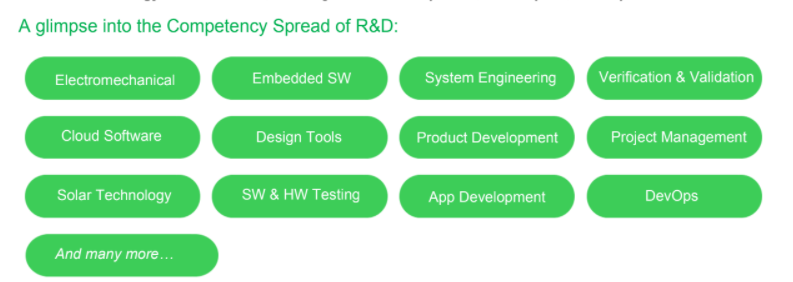 A glimpse into the Competency Spread of R&D:
Electromechanical
Embedded SW
System Engineering
Verification & Validation
Cloud Software
Design Tools
Product Development
Project Management
Solar Technology
SW & HW Testing
App Development
DevOps
And many more…